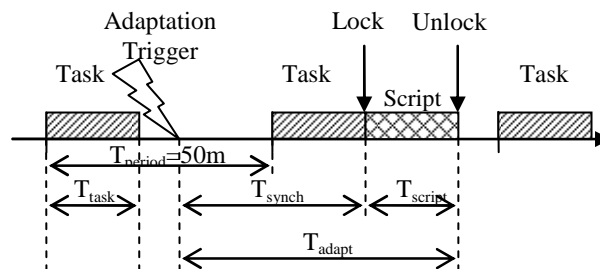 Adaptation
Trigger
Lock
Unlock
Task
Task
Script
Task
Tperiod=50m
Ttask
Tsynch
Tscript
Tadapt